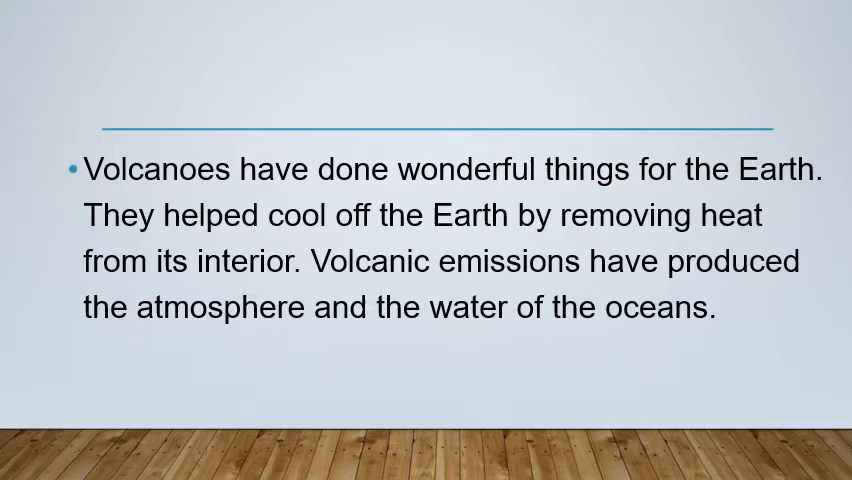 • Volcanoes have done wonderful things for the Earth.
They helped cool off the Earth by removing heat
from its interior. Volcanic emissions have produced
the atmosphere and the water of the oceans.